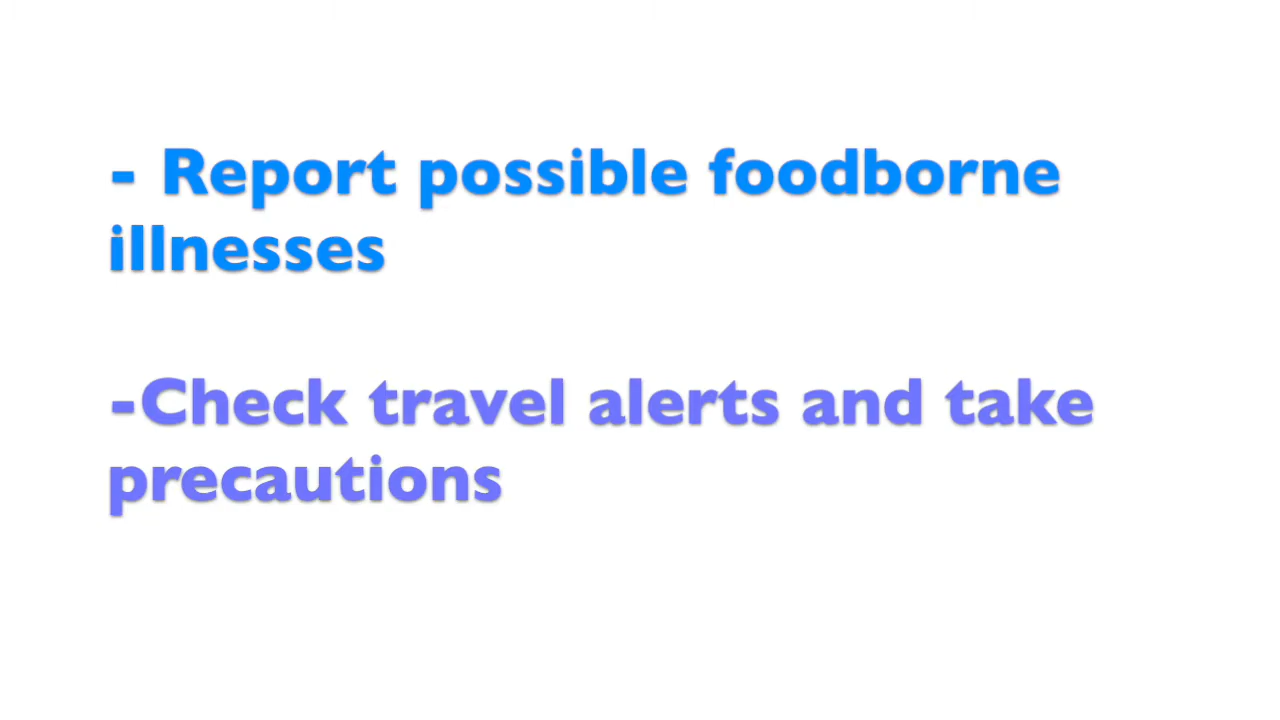 - Report possible foodborne
illnesses
-Check travel alerts and take
precautions